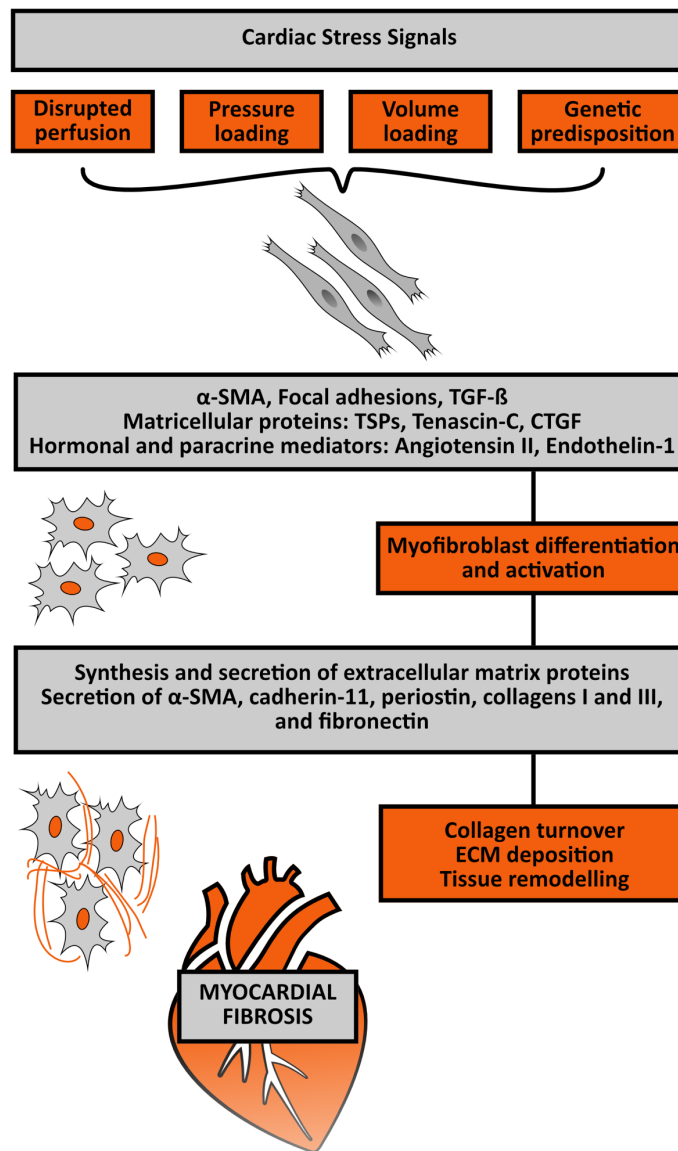 Cardiac Stress Signals
Disrupted
perfusion
Pressure
loading
Volume
loading
Genetic
predisposition
α-SMA, Focal adhesions, TGF-ß
Matricellular proteins: TSPs, Tenascin-C, CTGF
Hormonal and paracrine mediators: Angiotensin II, Endothelin-1
Myofibroblast differentiation
and activation
Synthesis and secretion of extracellular matrix proteins
Secretion of α-SMA, cadherin-11, periostin, collagens I and III,
and fibronectin
Collagen turnover
ECM deposition
Tissue remodelling
MYOCARDIAL
FIBROSIS